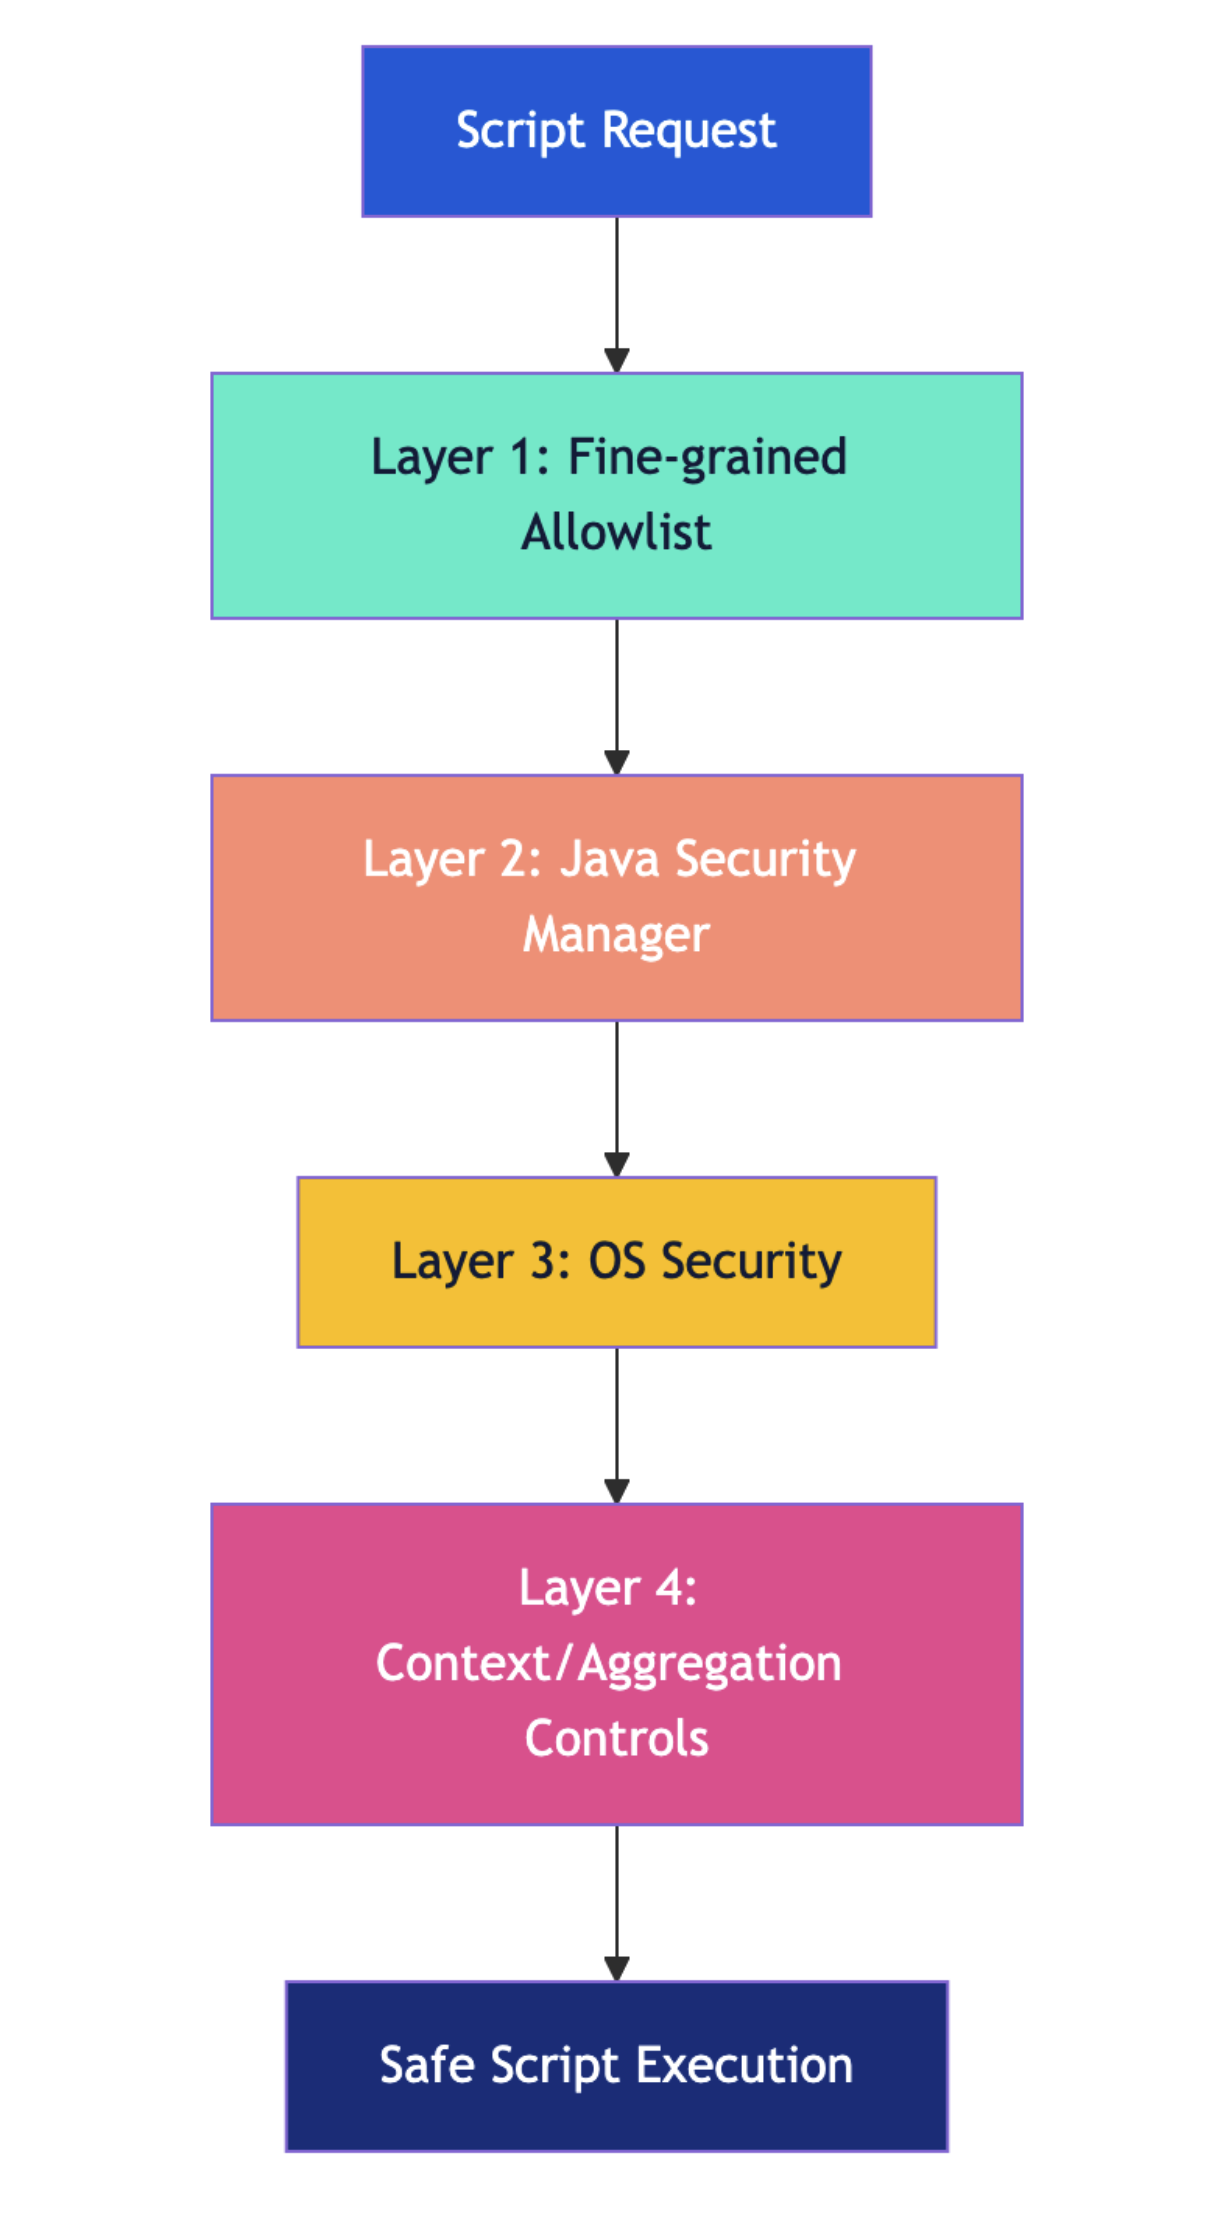 Script Request
Layer 1: Fine-grained
Allowlist
Layer 2: Java Security
Manager
Layer 3: OS Security
Layer 4:
Context/Aggregation
Controls
Safe Script Execution